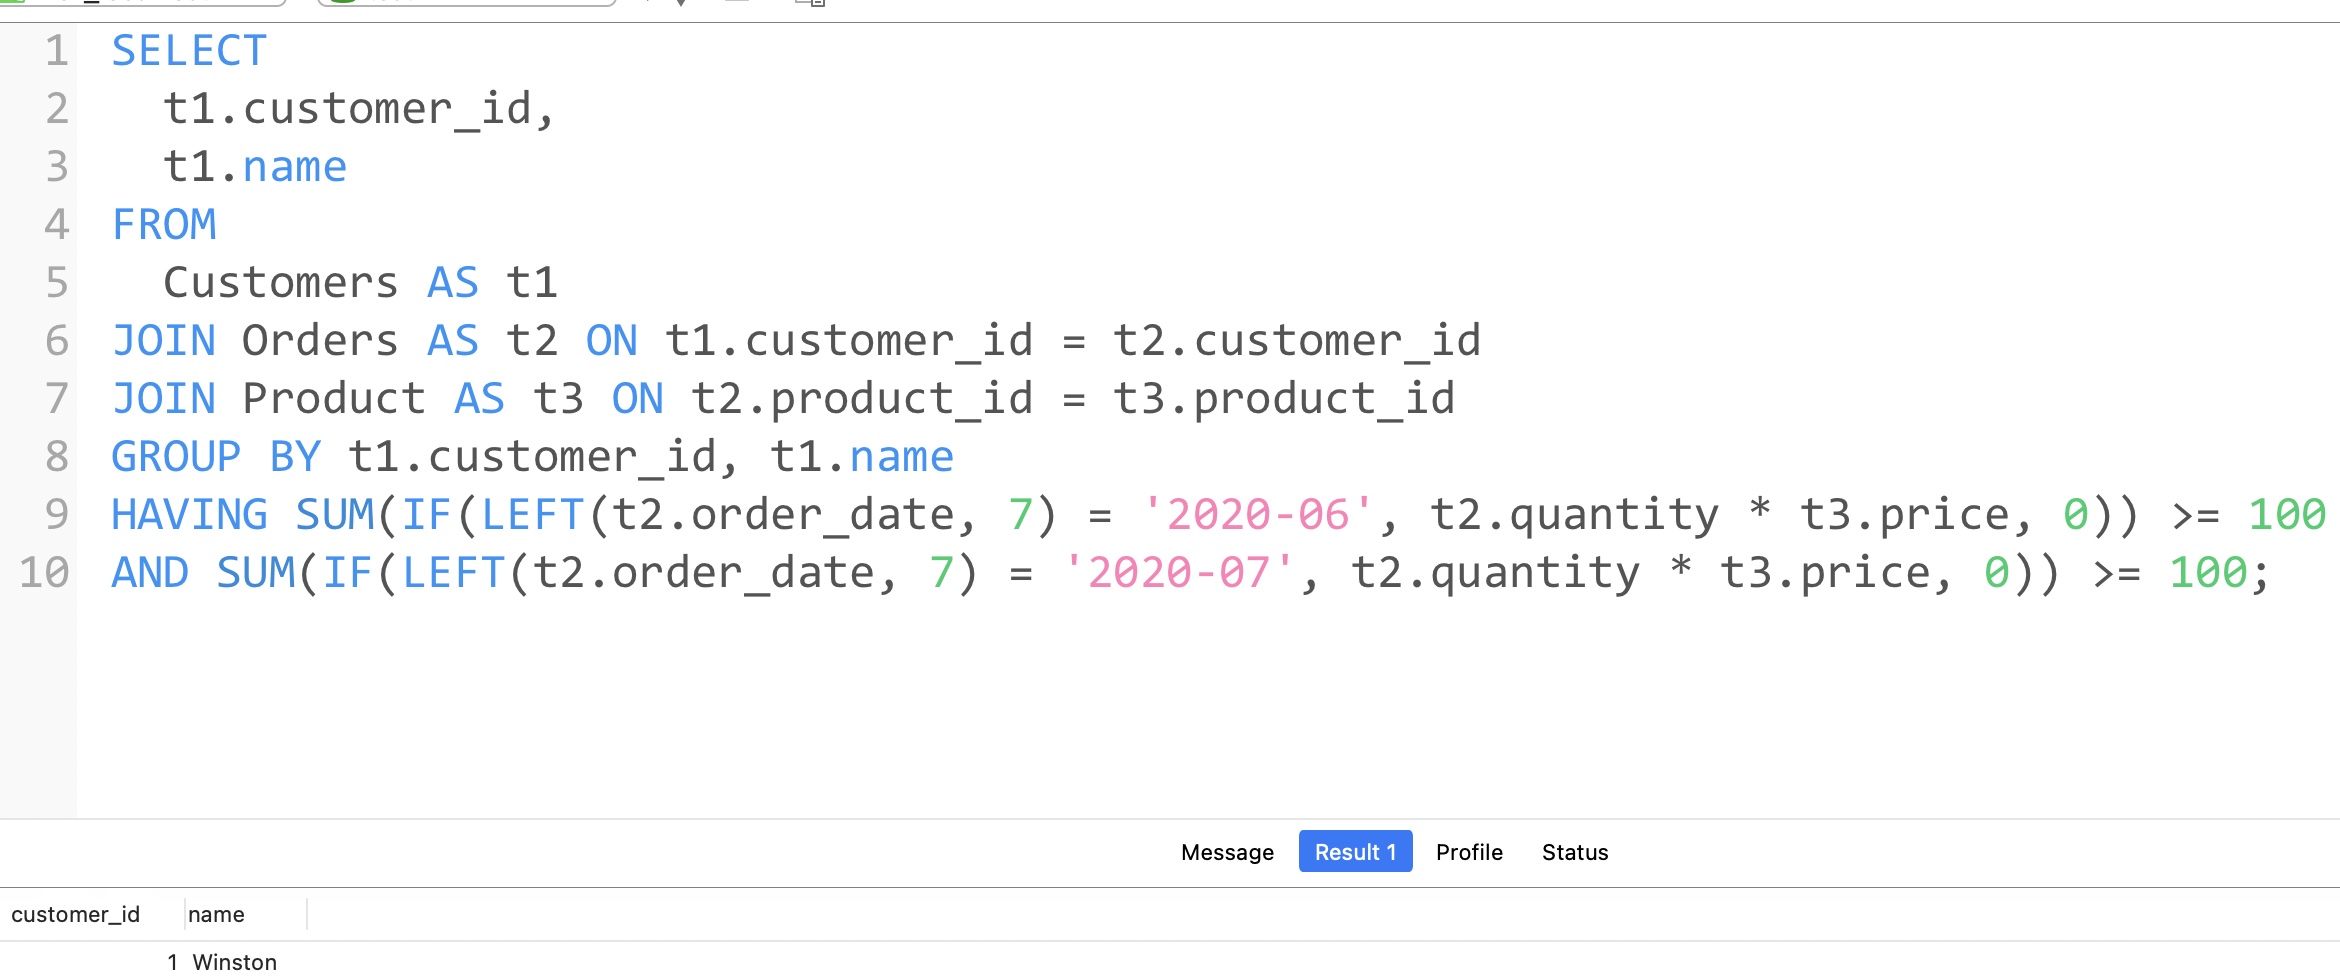 1 SELECT
2 t1.customer_id,
3 t1.name
4 FROM
5 Customers AS t1
6 JOIN Orders AS t2 ON t1.customer_id = t2.customer_id
7 JOIN Product AS t3 ON t2.product_id = t3.product_id
8 GROUP BY t1.customer_id, t1.name
9 HAVING SUM(IF(LEFT(t2.order_date, 7) = '2020-06', t2.quantity * t3.price, 0)) >= 100
10 AND SUM(IF(LEFT(t2.order_date, 7) = '2020-07', t2.quantity * t3.price, 0)) >= 100;
Message Result 1 Profile Status
customer_id name
1 Winston